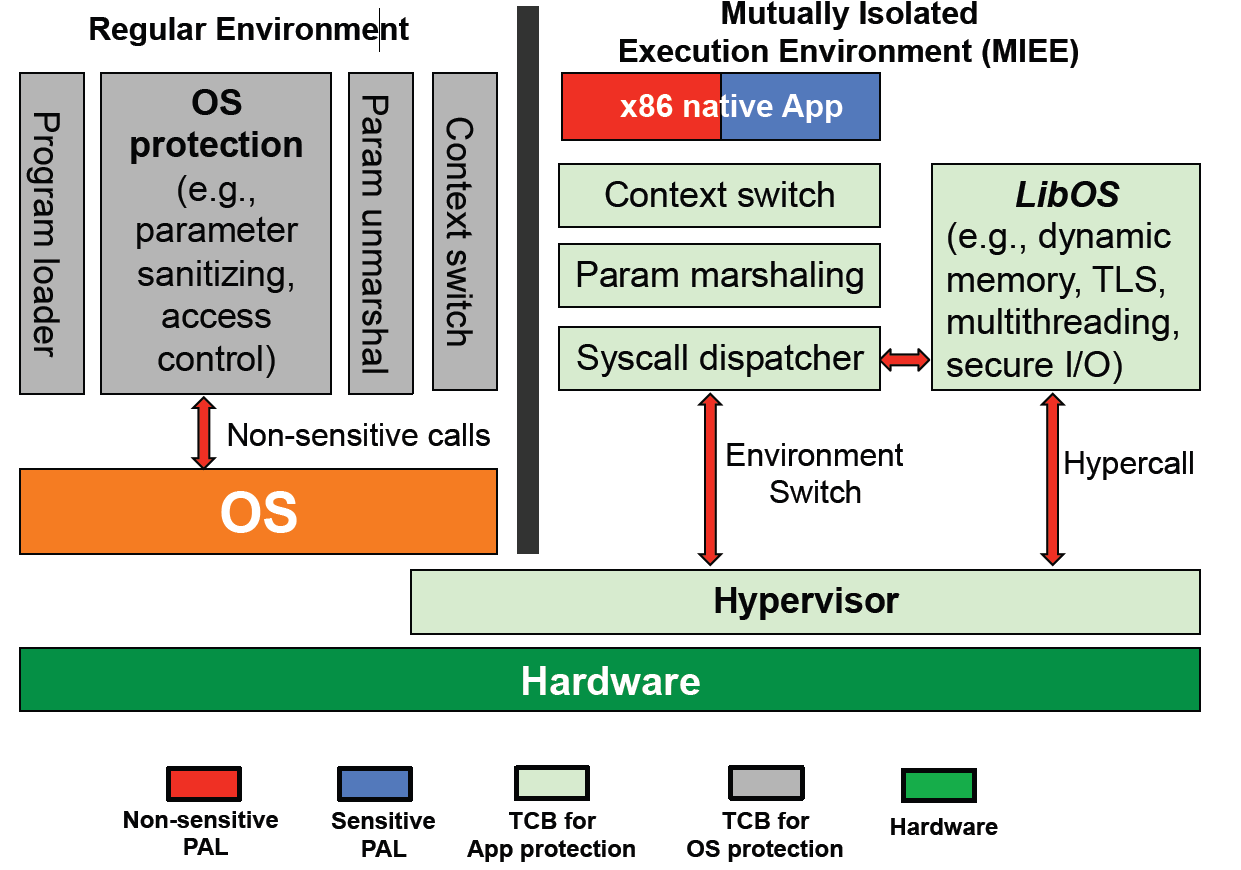 Regular Environment
Mutually Isolated
Execution Environment (MIEE)
Program loader
OS
protection
(e.g.,
parameter
sanitizing,
access
control)
Param unmarshal
Context switch
x86 native App
Context switch
Param marshaling
Syscall dispatcher
LibOS
(e.g., dynamic
memory, TLS,
multithreading,
secure I/O)
Non-sensitive calls
Environment
Switch
Hypercall
OS
Hypervisor
Hardware
Non-sensitive
PAL
Sensitive
PAL
TCB for
App protection
TCB for
OS protection
Hardware